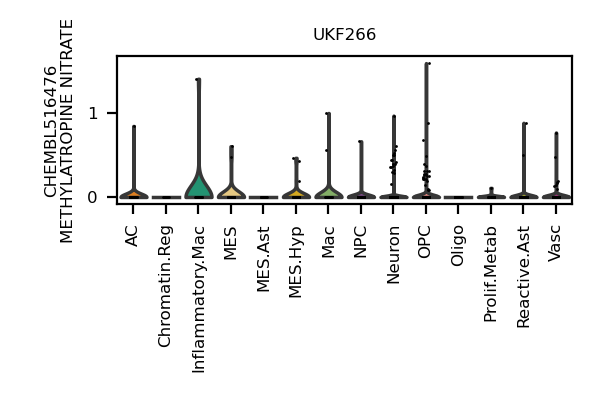 UKF266
CHEMBL516476
METHYLATROPINE NITRATE
1
0
AC
Chromatin.Reg
Inflammatory.Mac
MES
MES.Ast
MES.Hyp
Mac
NPC
Neuron
OPC
Oligo
Prolif.Metab
Reactive.Ast
Vasc